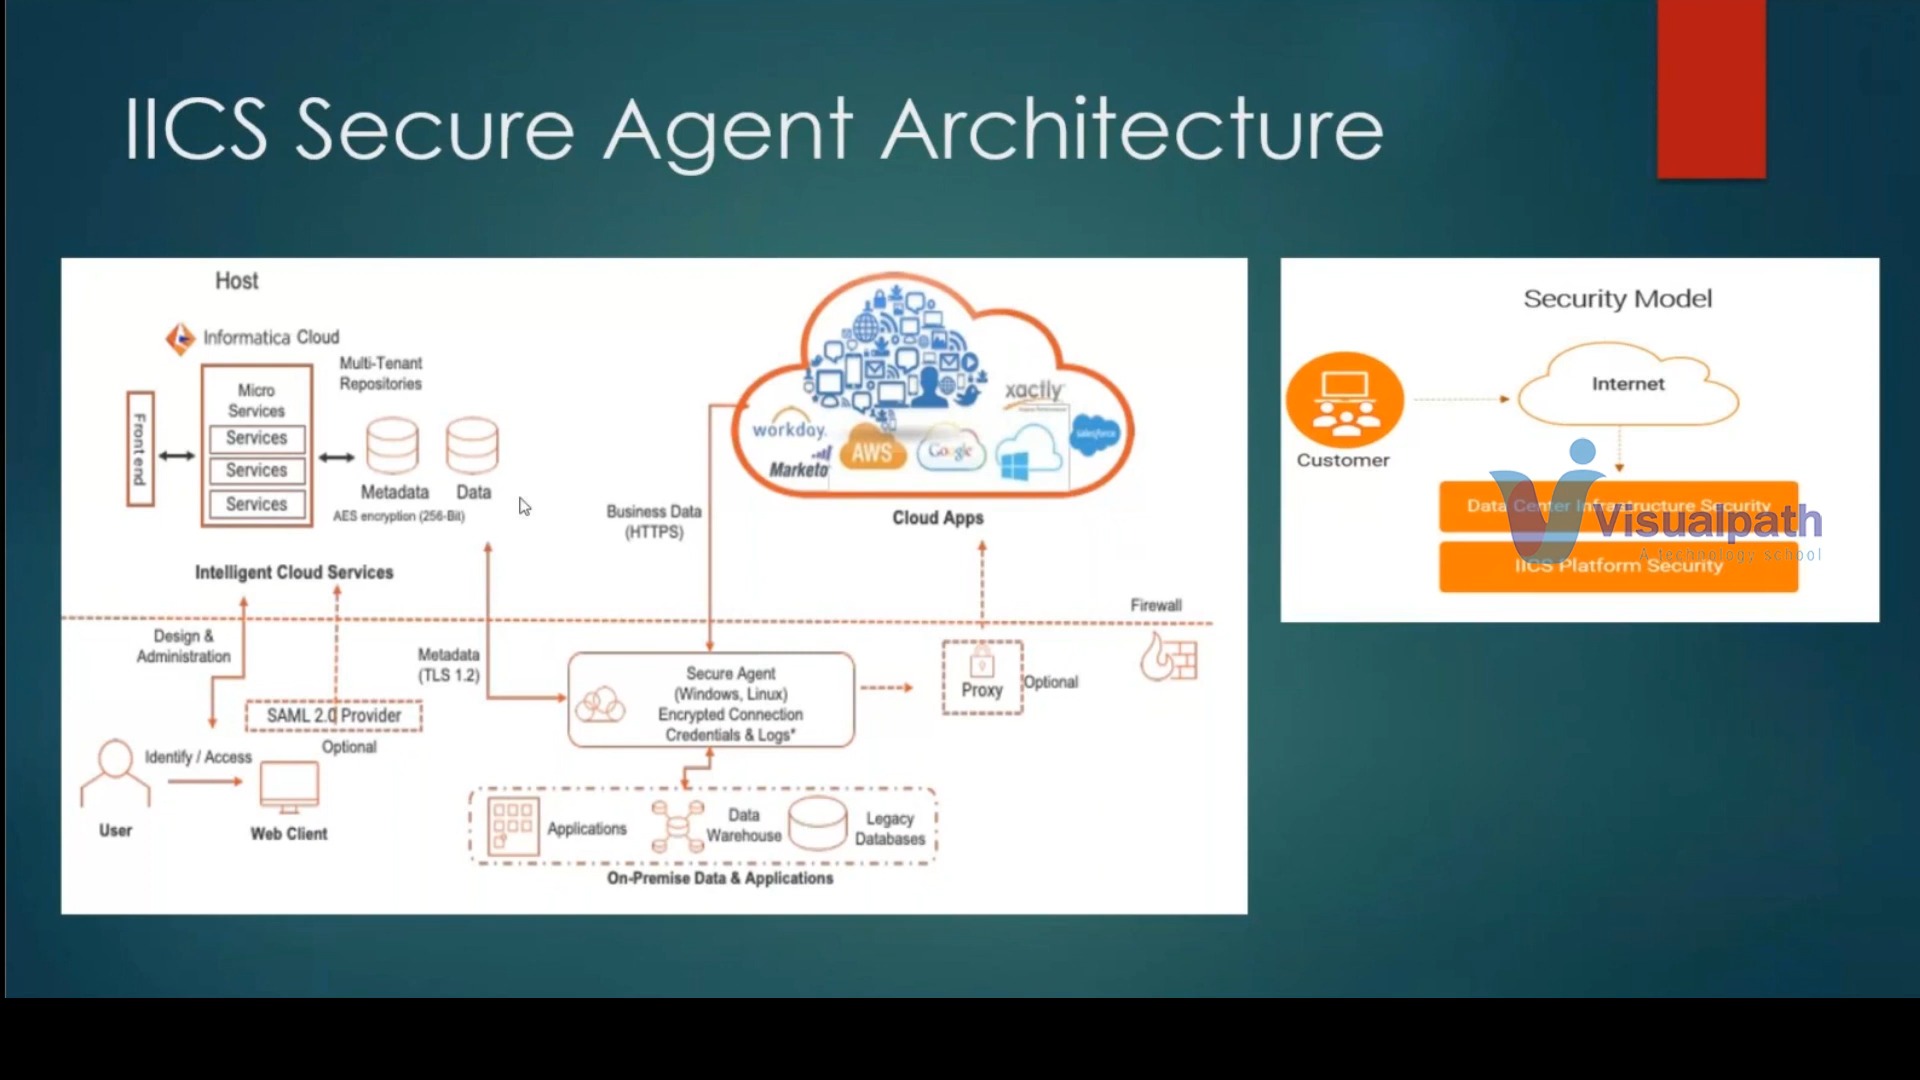 IICS Secure Agent Architecture
Host
Informatica Cloud
Multi-Tenant
Repositories
Front end
Micro
Services
Services
Services
Services
Metadata
Data
AES encryption (256-Bit)
Intelligent Cloud Services
xactly
workday.
AWS
Google
salesforce
Marketo
Cloud Apps
Business Data
(HTTPS)
Firewall
Design &
Administration
Metadata
(TLS 1.2)
Secure Agent
(Windows, Linux)
Encrypted Connection
Credentials & Logs*
Proxy
Optional
SAML 2.0 Provider
Optional
Identify / Access
User
Web Client
Applications
Data
Warehouse
Legacy
Databases
On-Premise Data & Applications
Security Model
Internet
Customer
Data Center Infrastructure Security
IICS Platform Security
Visualpath
A technology school